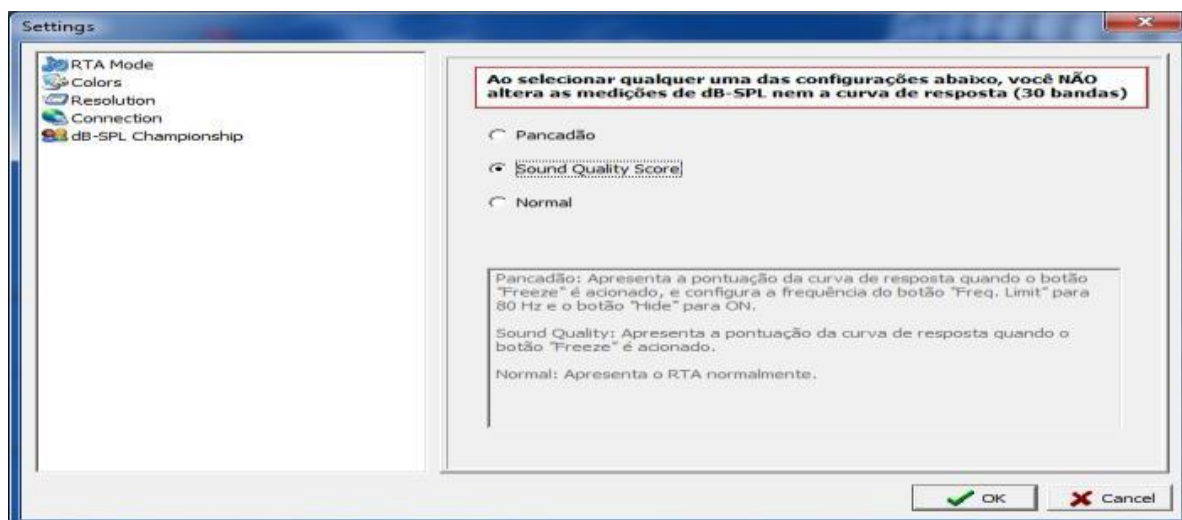 Settings
RTA Mode
Colors
Resolution
Connection
dB-SPL Championship
Ao selecionar qualquer uma das configurações abaixo, você NÃO
altera as medições de dB-SPL nem a curva de resposta (30 bandas)
Pancadão
Sound Quality Score
Normal
Pancadão: Apresenta a pontuação da curva de resposta quando o botão
"Freeze" é acionado, e configura a frequência do botão "Freq. Limit" para
80 Hz e o botão "Hide" para ON.
Sound Quality: Apresenta a pontuação da curva de resposta quando o
botão "Freeze" é acionado.
Normal: Apresenta o RTA normalmente.
OK
Cancel